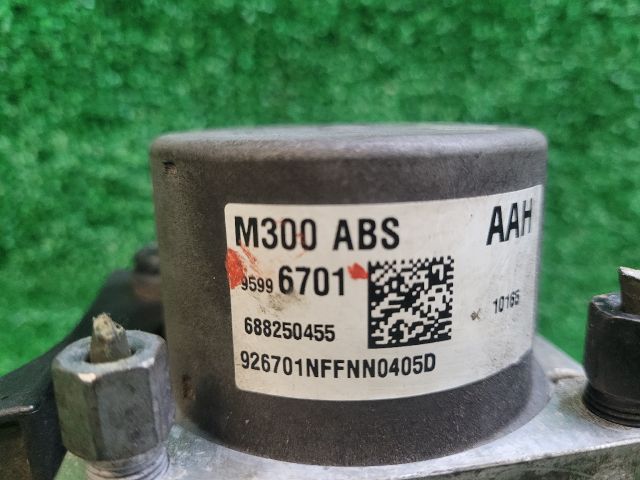 M300 ABS AAH
9599 6701
688250455 10165
926701NFFNN0405D